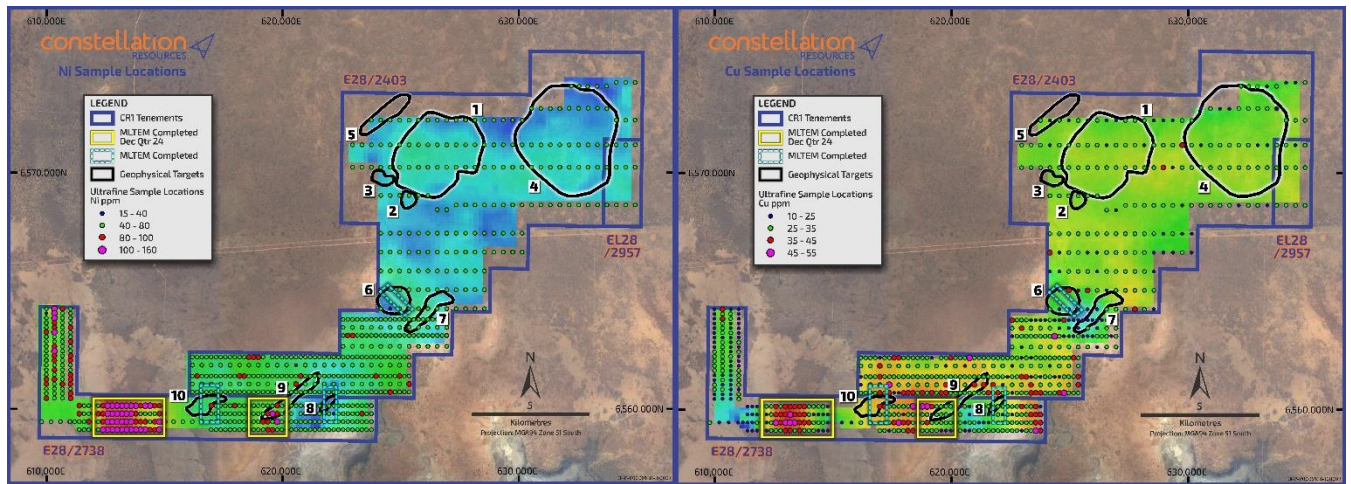 610,000E
620,000E
630,000E
constellation
RESOURCES
Ni Sample Locations
E28/2403
LEGEND
CR1 Tenements
MLTEM Completed
Dec Qtr 24
MLTEM Completed
Geophysical Targets
Ultrafine Sample Locations
Ni ppm
15 - 40
40 - 80
80 - 100
100 - 160
1
5
6,570,000N
3
4
2
EL28
/2957
6
7
N
9
10
8
5
Kilometres
Projection: MGA94 Zone 51 South
6,560,000N
E28/2738
610,000E
620,000E
630,000E
610,000E
620,000E
630,000E
constellation
RESOURCES
Cu Sample Locations
E28/2403
LEGEND
CR1 Tenements
MLTEM Completed
Dec Qtr 24
MLTEM Completed
Geophysical Targets
Ultrafine Sample Locations
Cu ppm
10 - 25
25 - 35
35 - 45
45 - 55
1
5
6,570,000N
3
4
2
EL28
/2957
6
7
N
9
10
8
5
Kilometres
Projection: MGA94 Zone 51 South
6,560,000N
E28/2738
610,000E
620,000E
630,000E